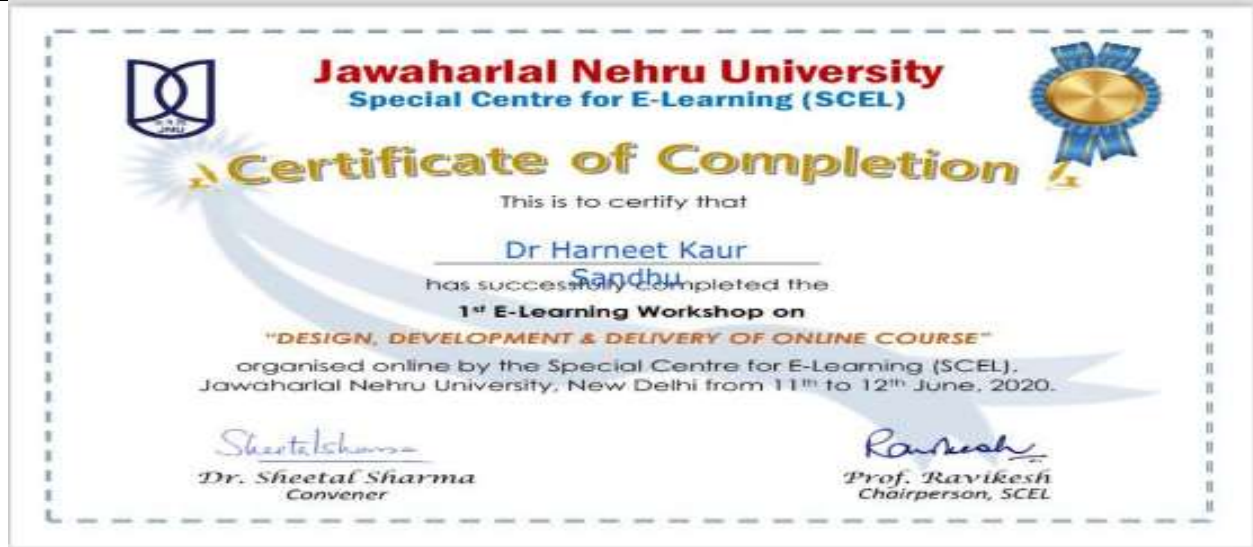 Jawaharlal Nehru University
Special Centre for E-Learning (SCEL)
JNU
Certificate of Completion
This is to certify that
Dr Harneet Kaur
Sandhu
has successfully completed the
1st E-Learning Workshop on
"DESIGN, DEVELOPMENT & DELIVERY OF ONLINE COURSE"
organised online by the Special Centre for E-Learning (SCEL),
Jawaharlal Nehru University, New Delhi from 11th to 12th June, 2020.
Sheetalsharma
Dr. Sheetal Sharma
Convener
Ravikesh
Prof. Ravikesh
Chairperson, SCEL